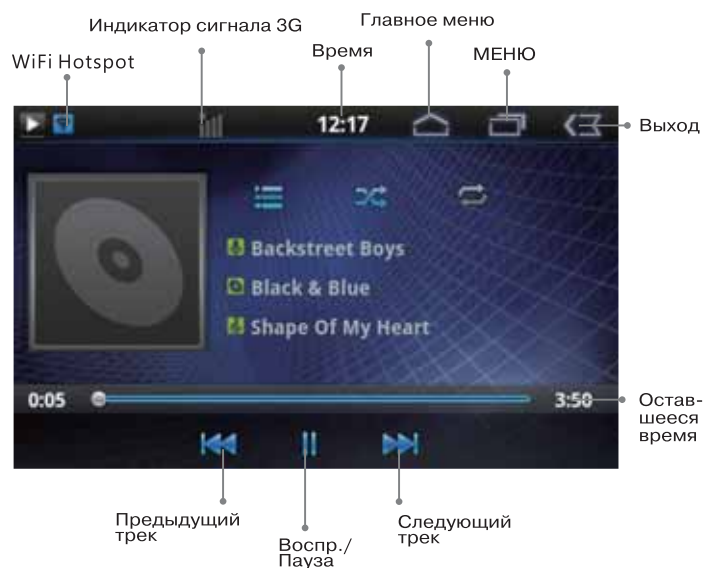 Индикатор сигнала 3G
Главное меню
Время
WiFi Hotspot
МЕНЮ
12:17
Выход
Backstreet Boys
Black & Blue
Shape Of My Heart
0:05
3:50
Остав-
шееся
время
Предыдущий
трек
Следующий
трек
Воспр./
Пауза